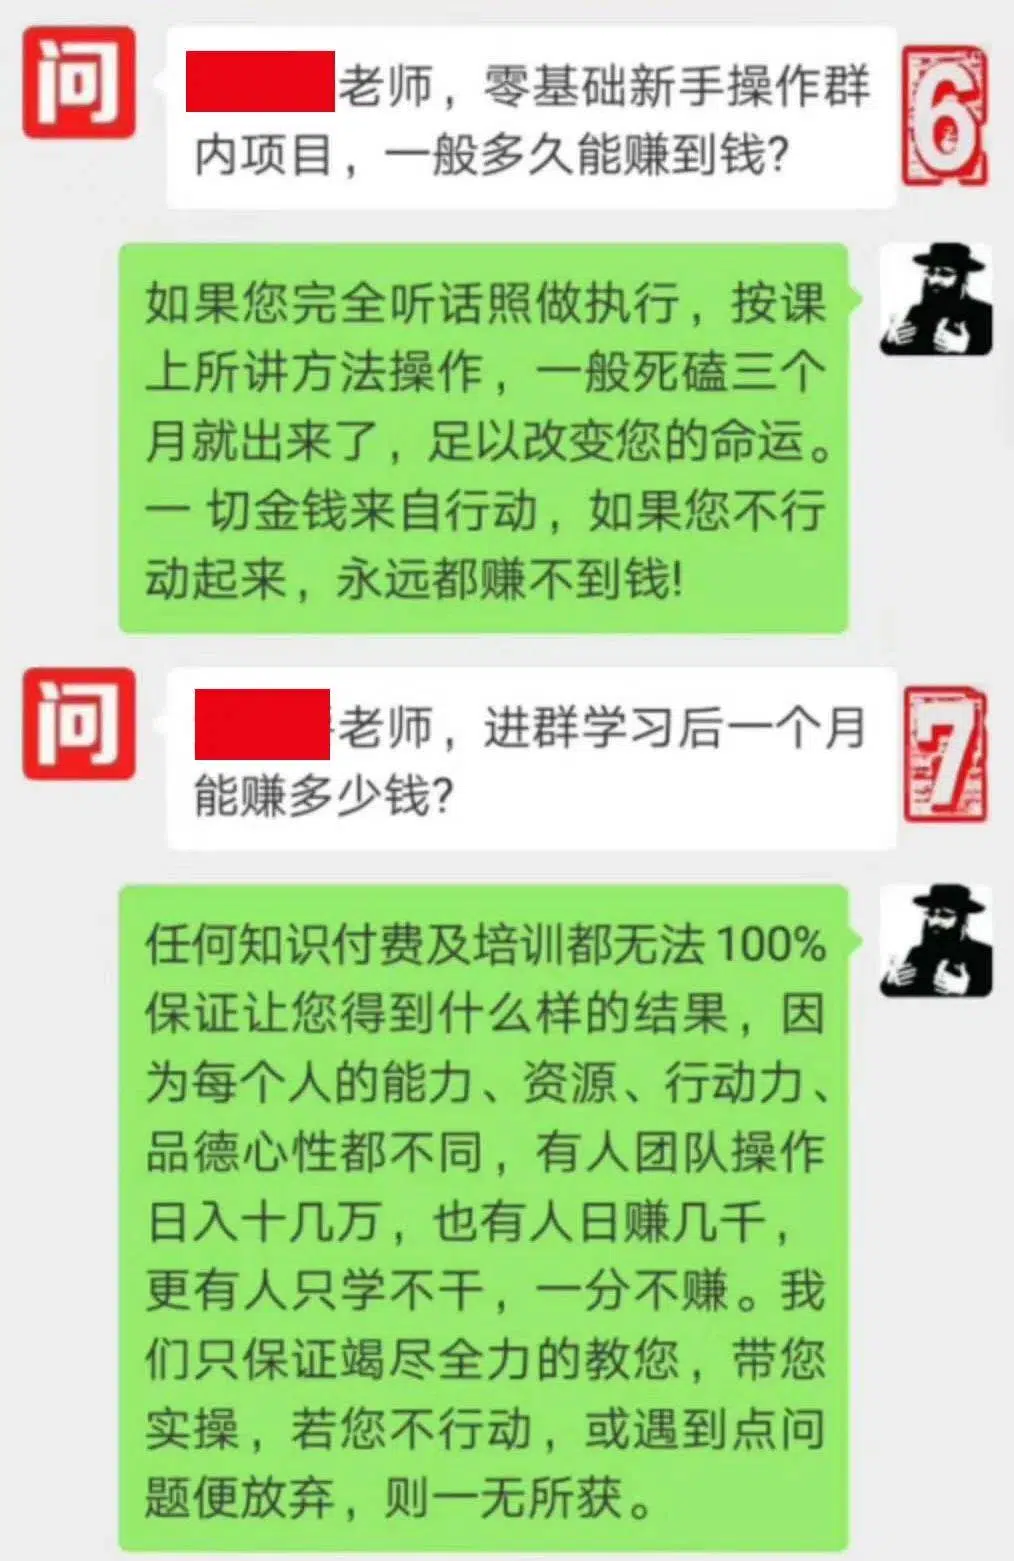 问
老师，零基础新手操作群
6
内项目，一般多久能赚到钱?
如果您完全听话照做执行，按课
上所讲方法操作，一般死磕三个
月就出来了，足以改变您的命运。
一 切金钱来自行动，如果您不行
动起来，永远都赚不到钱!
问
老师，进群学习后一个月
7
能赚多少钱?
任何知识付费及培训都无法 100%
保证让您得到什么样的结果，因
为每个人的能力、资源、行动力、
品德心性都不同，有人团队操作
日入十几万，也有人日赚几千，
更有人只学不干，一分不赚。我
们只保证竭尽全力的教您，带您
实操，若您不行动，或遇到点问
题便放弃，则一无所获。